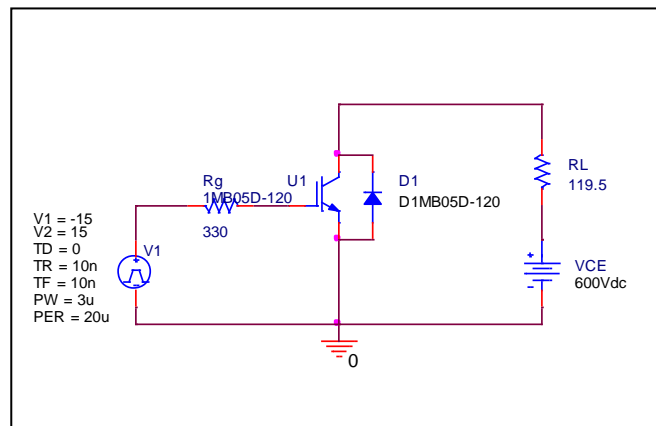 Rg
U1
1MB05D-120
330
D1
D1MB05D-120
RL
119.5
V1 = -15
V2 = 15
TD = 0
TR = 10n
TF = 10n
PW = 3u
PER = 20u
V1
+
-
+
-
VCE
600Vdc
0